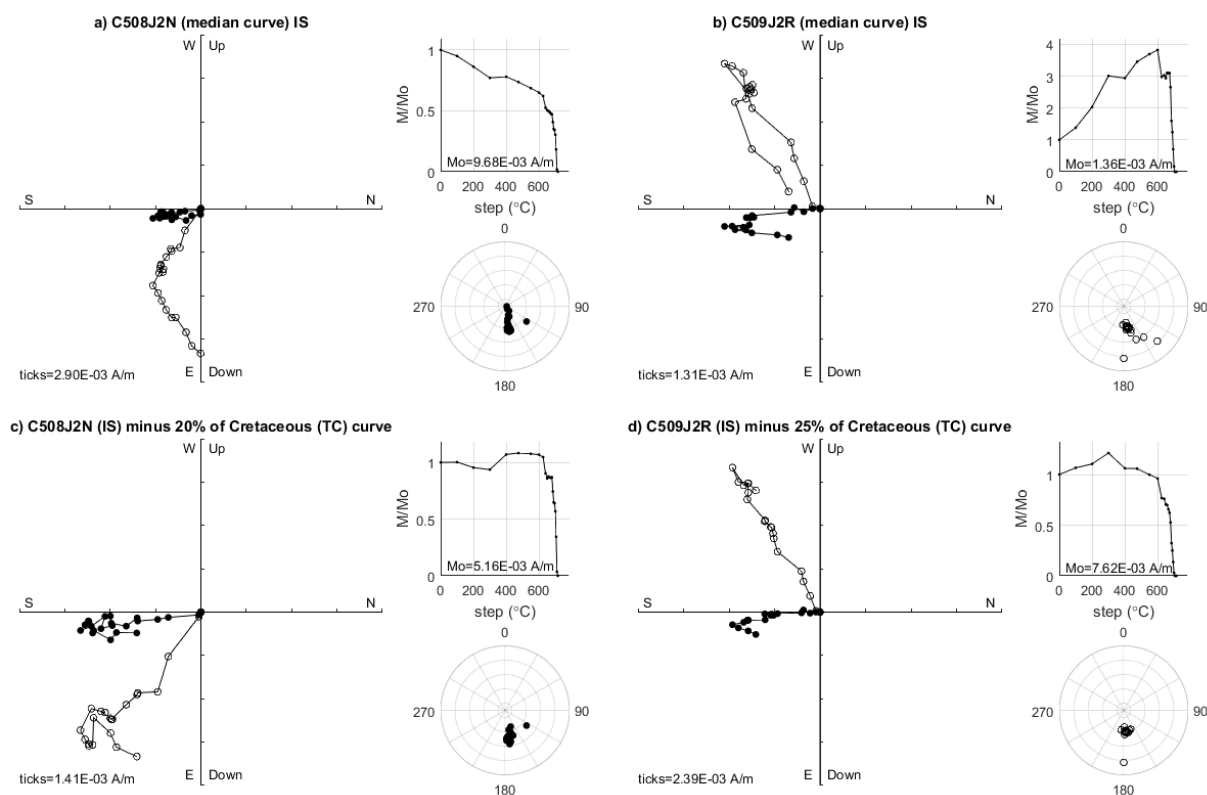 a) C508J2N (median curve) IS
W Up
S N
E Down
ticks=2.90E-03 A/m
1
0.5
0
M/Mo
Mo=9.68E-03 A/m
0 200 400 600
step (°C)
0
270 90
180
b) C509J2R (median curve) IS
W Up
S N
E Down
ticks=1.31E-03 A/m
4
3
2
1
0
M/Mo
Mo=1.36E-03 A/m
0 200 400 600
step (°C)
0
270 90
180
c) C508J2N (IS) minus 20% of Cretaceous (TC) curve
W Up
S N
E Down
ticks=1.41E-03 A/m
1
0.5
0
M/Mo
Mo=5.16E-03 A/m
0 200 400 600
step (°C)
0
270 90
180
d) C509J2R (IS) minus 25% of Cretaceous (TC) curve
W Up
S N
E Down
ticks=2.39E-03 A/m
1
0.5
0
M/Mo
Mo=7.62E-03 A/m
0 200 400 600
step (°C)
0
270 90
180